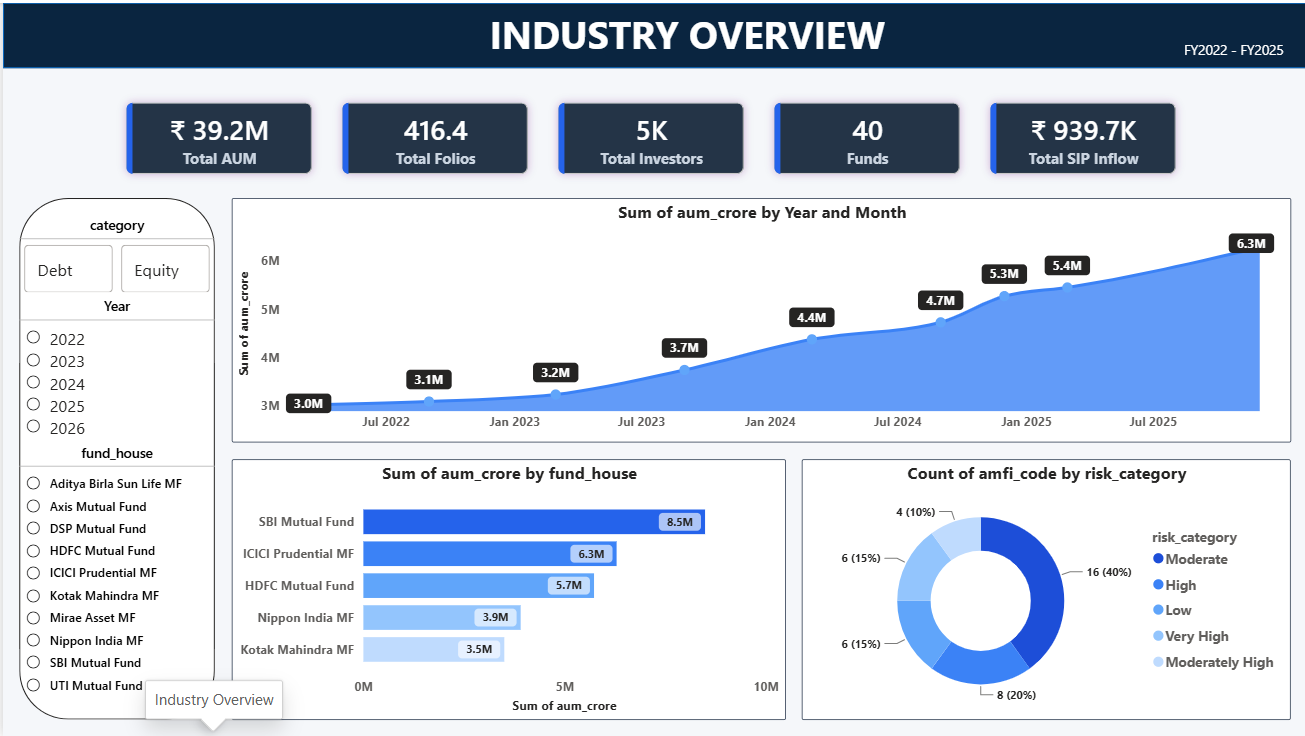 INDUSTRY OVERVIEW
FY2022 - FY2025
₹ 39.2M
Total AUM
416.4
Total Folios
5K
Total Investors
40
Funds
₹ 939.7K
Total SIP Inflow
category
Debt
Equity
Year
2022
2023
2024
2025
2026
fund_house
Aditya Birla Sun Life MF
Axis Mutual Fund
DSP Mutual Fund
HDFC Mutual Fund
ICICI Prudential MF
Kotak Mahindra MF
Mirae Asset MF
Nippon India MF
SBI Mutual Fund
UTI Mutual Fund
Industry Overview
Sum of aum_crore by Year and Month
Sum of aum_crore
6M
5M
4M
3M
3.0M
3.1M
3.2M
3.7M
4.4M
4.7M
5.3M
5.4M
6.3M
Jul 2022
Jan 2023
Jul 2023
Jan 2024
Jul 2024
Jan 2025
Jul 2025
Sum of aum_crore by fund_house
SBI Mutual Fund 8.5M
ICICI Prudential MF 6.3M
HDFC Mutual Fund 5.7M
Nippon India MF 3.9M
Kotak Mahindra MF 3.5M
0M 5M 10M
Sum of aum_crore
Count of amfi_code by risk_category
4 (10%)
6 (15%)
6 (15%)
16 (40%)
8 (20%)
risk_category
Moderate
High
Low
Very High
Moderately High